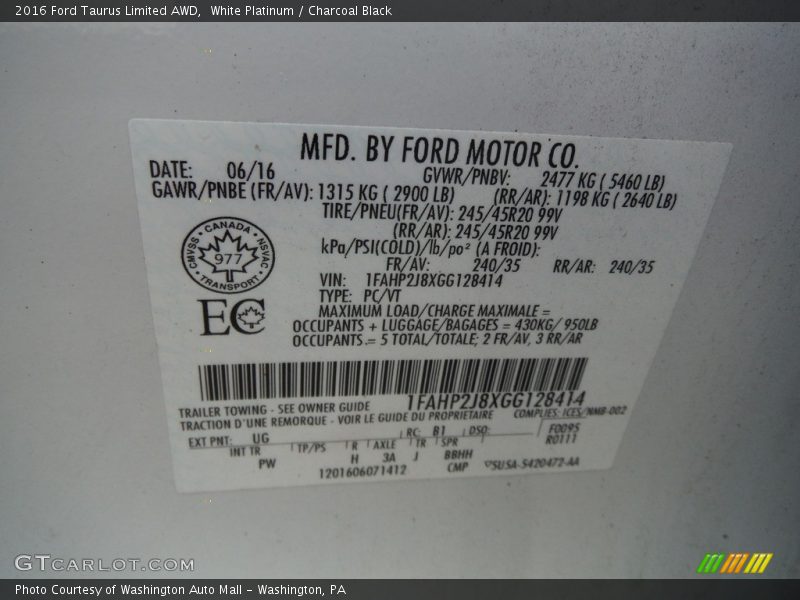 2016 Ford Taurus Limited AWD,  White Platinum / Charcoal Black
MFD. BY FORD MOTOR CO.
DATE: 06/16 GVWR/PNBV: 2477 KG ( 5460 LB)
GAWR/PNBE (FR/AV): 1315 KG ( 2900 LB) (RR/AR): 1198 KG ( 2640 LB)
TIRE/PNEU(FR/AV): 245/45R20 99V
(RR/AR): 245/45R20 99V
kPa/PSI(COLD)/lb/po² (A FROID):
FR/AV: 240/35 RR/AR: 240/35
VIN: 1FAHP2J8XGG128414
TYPE: PC/VT
MAXIMUM LOAD/CHARGE MAXIMALE =
OCCUPANTS + LUGGAGE/BAGAGES = 430KG/ 950LB
OCCUPANTS = 5 TOTAL/TOTALE; 2 FR/AV, 3 RR/AR
CANADA
CMVSS • NSVAC
977
TRANSPORT
EC
1FAHP2J8XGG128414
TRAILER TOWING - SEE OWNER GUIDE COMPLIES: ICES/NMB-002
TRACTION D'UNE REMORQUE - VOIR LE GUIDE DU PROPRIETAIRE
EXT PNT: UG RC: B1 DSO: F0095
INT TR TP/PS R AXLE TR SPR R0111
PW H 3A J BBHH
1201606071412 CMP SUSA-5420472-AA
GTCARLOT.COM
Photo Courtesy of Washington Auto Mall – Washington, PA